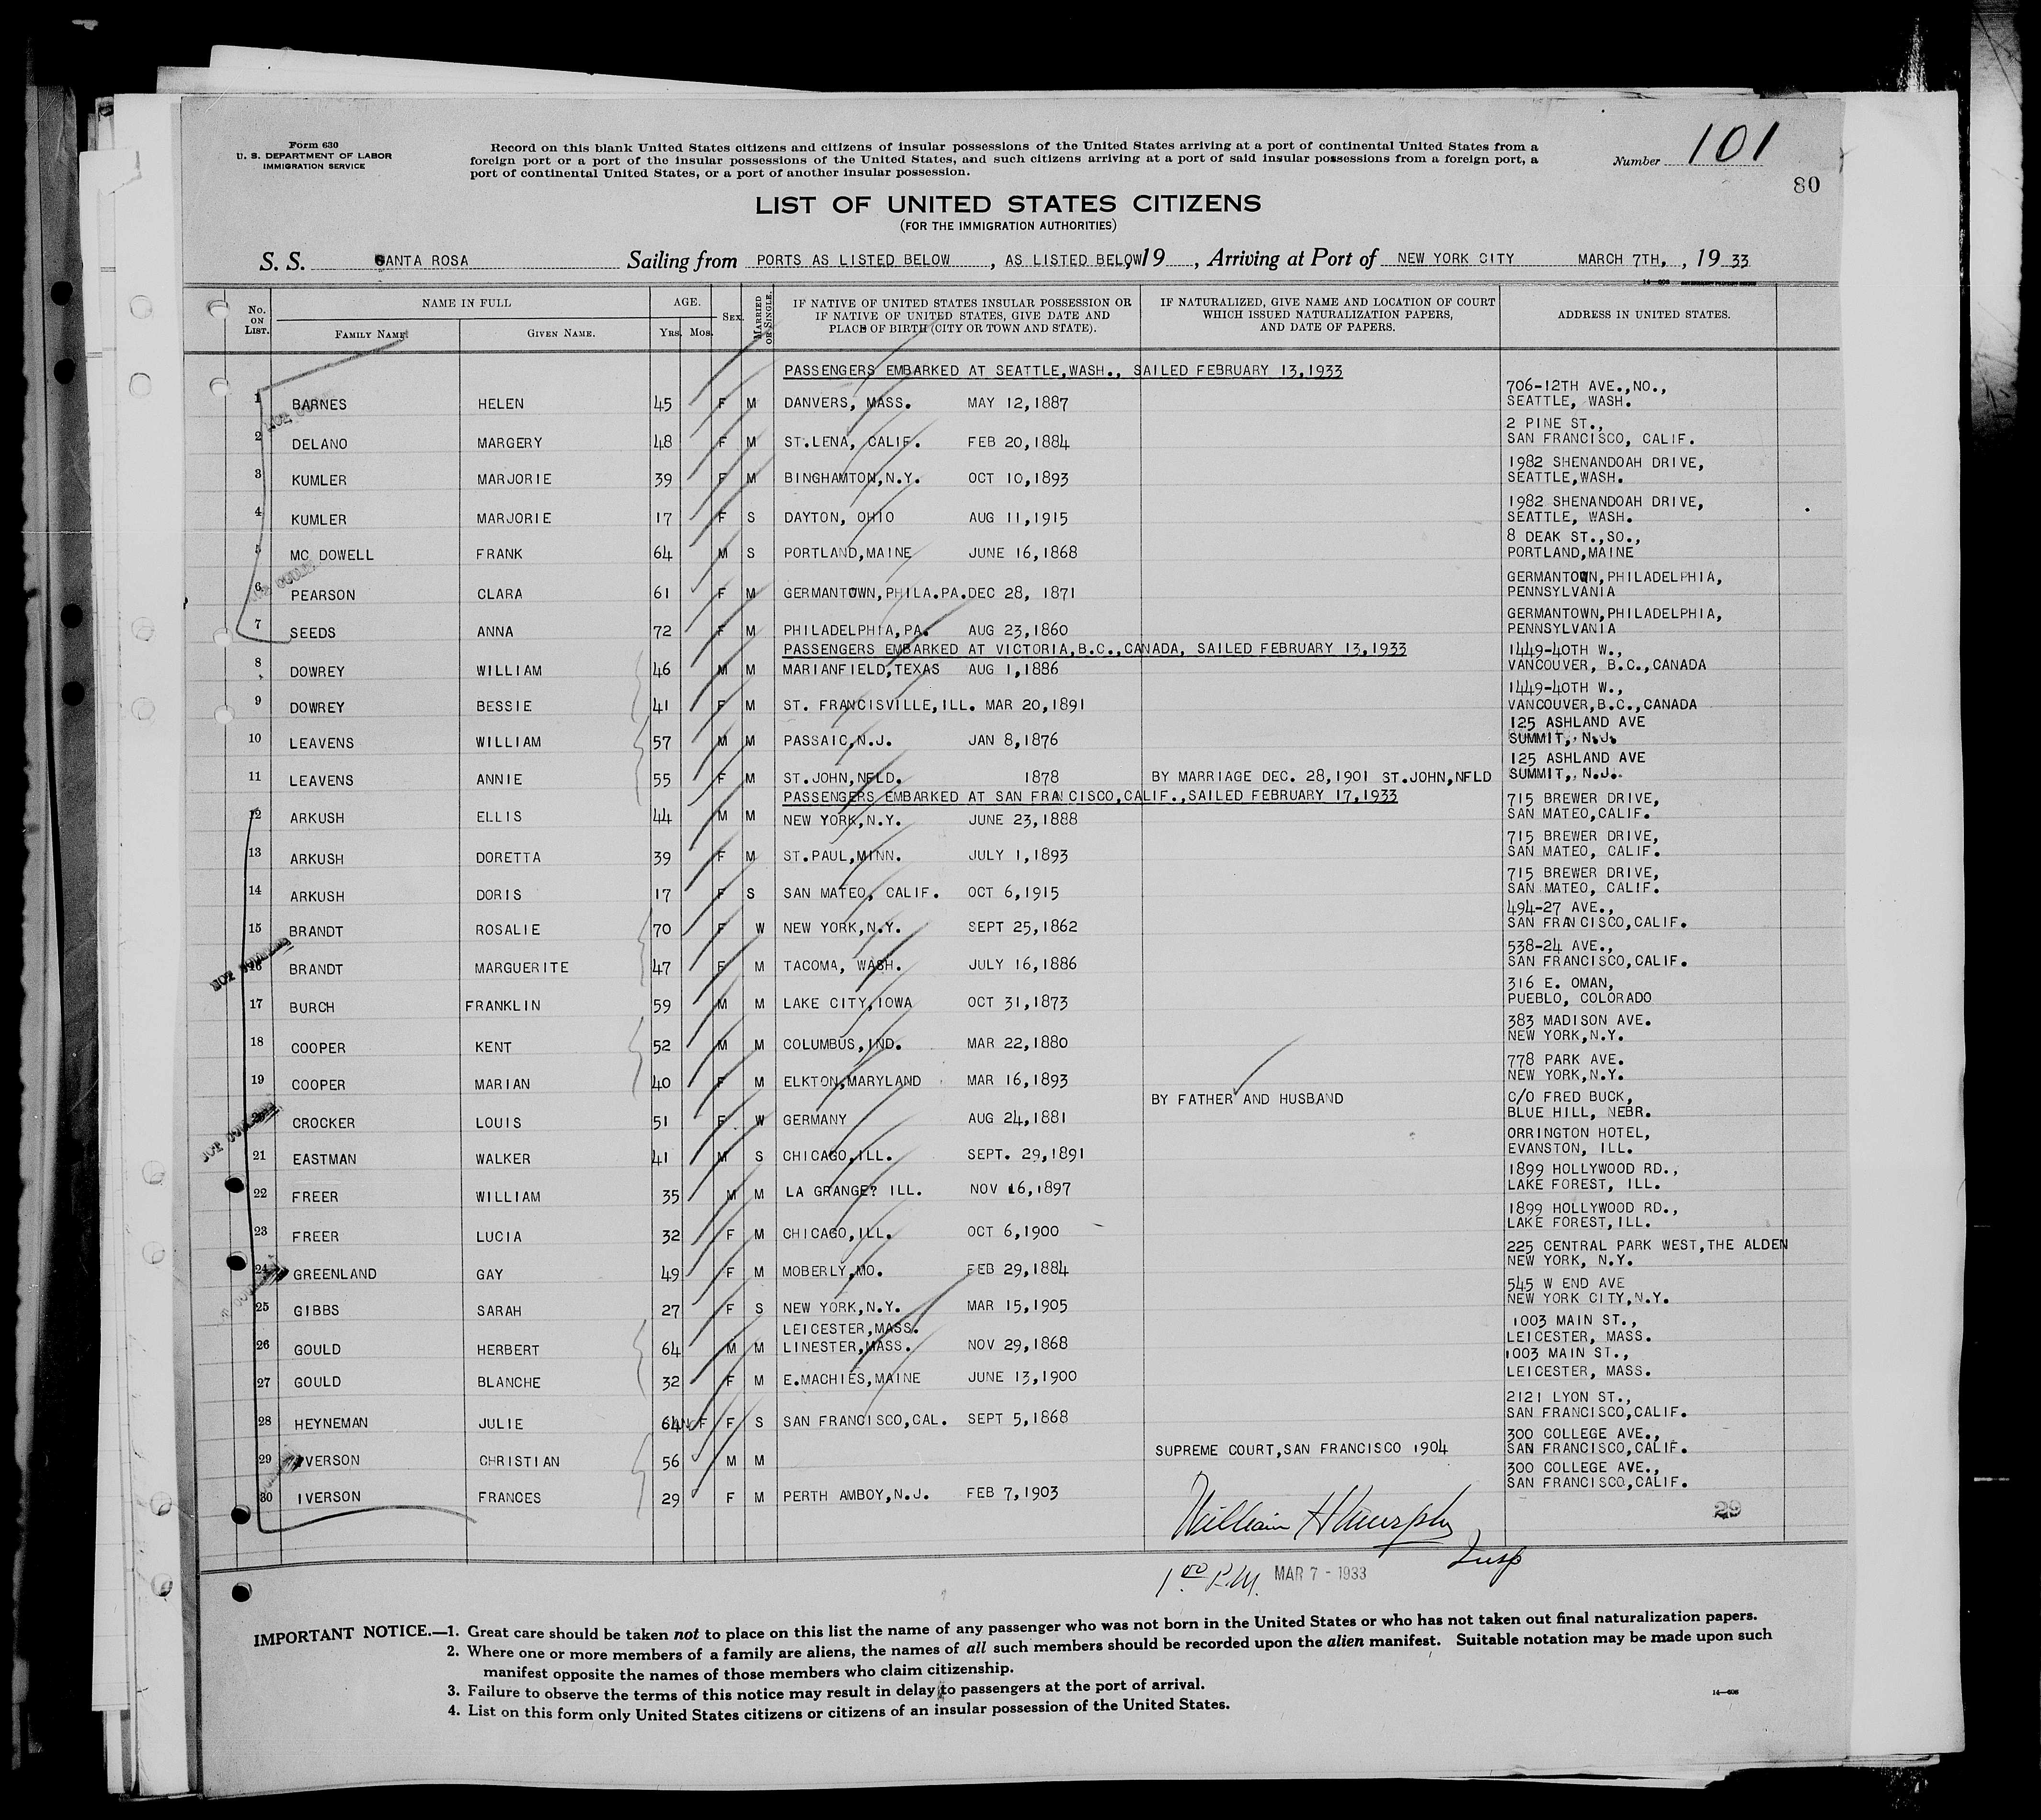 Form 630
U. S. DEPARTMENT OF LABOR
IMMIGRATION SERVICE
Record on this blank United States citizens and citizens of insular possessions of the United States arriving at a port of continental United States from a
foreign port or a port of the insular possessions of the United States, and such citizens arriving at a port of said insular possessions from a foreign port, a
port of continental United States, or a port of another insular possession.
Number 101
80
LIST OF UNITED STATES CITIZENS
(FOR THE IMMIGRATION AUTHORITIES)
S. S. SANTA ROSA Sailing from PORTS AS LISTED BELOW, AS LISTED BELOW 19 , Arriving at Port of NEW YORK CITY MARCH 7TH, , 19 33
No. ON LIST. NAME IN FULL FAMILY NAME. GIVEN NAME. AGE. Yrs. Mos. SEX. MARRIED OR SINGLE. IF NATIVE OF UNITED STATES INSULAR POSSESSION OR IF NATIVE OF UNITED STATES, GIVE DATE AND PLACE OF BIRTH (CITY OR TOWN AND STATE). IF NATURALIZED, GIVE NAME AND LOCATION OF COURT WHICH ISSUED NATURALIZATION PAPERS, AND DATE OF PAPERS. ADDRESS IN UNITED STATES.
PASSENGERS EMBARKED AT SEATTLE,WASH., SAILED FEBRUARY 13,1933
1 BARNES HELEN 45 F M DANVERS, MASS. MAY 12,1887 706-12TH AVE.,NO., SEATTLE, WASH.
2 DELANO MARGERY 48 F M ST.LENA, CALIF. FEB 20,1884 2 PINE ST., SAN FRANCISCO, CALIF.
3 KUMLER MARJORIE 39 F M BINGHAMTON,N.Y. OCT 10,1893 1982 SHENANDOAH DRIVE, SEATTLE,WASH.
4 KUMLER MARJORIE 17 F S DAYTON, OHIO AUG 11,1915 1982 SHENANDOAH DRIVE, SEATTLE, WASH.
5 MC DOWELL FRANK 64 M S PORTLAND,MAINE JUNE 16,1868 8 DEAK ST.,SO., PORTLAND,MAINE
6 PEARSON CLARA 61 F M GERMANTOWN,PHILA.PA.DEC 28, 1871 GERMANTOWN,PHILADELPHIA, PENNSYLVANIA
7 SEEDS ANNA 72 F M PHILADELPHIA,PA. AUG 23,1860 GERMANTOWN,PHILADELPHIA, PENNSYLVANIA
PASSENGERS EMBARKED AT VICTORIA,B.C.,CANADA, SAILED FEBRUARY 13,1933
8 DOWREY WILLIAM 46 M M MARIANFIELD,TEXAS AUG 1,1886 1449-40TH W., VANCOUVER, B.C.,CANADA
9 DOWREY BESSIE 41 F M ST. FRANCISVILLE,ILL. MAR 20,1891 1449-40TH W., VANCOUVER,B.C.,CANADA
10 LEAVENS WILLIAM 57 M M PASSAIC,N.J. JAN 8,1876 125 ASHLAND AVE SUMMIT, N.J.
11 LEAVENS ANNIE 55 F M ST.JOHN,NFLD. 1878 BY MARRIAGE DEC. 28,1901 ST.JOHN,NFLD 125 ASHLAND AVE SUMMIT, N.J.
PASSENGERS EMBARKED AT SAN FRANCISCO,CALIF.,SAILED FEBRUARY 17,1933
12 ARKUSH ELLIS 44 M M NEW YORK,N.Y. JUNE 23,1888 715 BREWER DRIVE, SAN MATEO,CALIF.
13 ARKUSH DORETTA 39 F M ST.PAUL,MINN. JULY 1,1893 715 BREWER DRIVE, SAN MATEO, CALIF.
14 ARKUSH DORIS 17 F S SAN MATEO, CALIF. OCT 6,1915 715 BREWER DRIVE, SAN MATEO, CALIF.
15 BRANDT ROSALIE 70 F W NEW YORK,N.Y. SEPT 25,1862 494-27 AVE., SAN FRANCISCO,CALIF.
16 BRANDT MARGUERITE 47 F M TACOMA, WASH. JULY 16,1886 538-24 AVE., SAN FRANCISCO,CALIF.
17 BURCH FRANKLIN 59 M M LAKE CITY,IOWA OCT 31,1873 316 E. OMAN, PUEBLO, COLORADO
18 COOPER KENT 52 M M COLUMBUS,IND. MAR 22,1880 383 MADISON AVE. NEW YORK,N.Y.
19 COOPER MARIAN 40 F M ELKTON,MARYLAND MAR 16,1893 778 PARK AVE. NEW YORK,N.Y.
20 CROCKER LOUIS 51 F W GERMANY AUG 24,1881 BY FATHER AND HUSBAND C/O FRED BUCK, BLUE HILL, NEBR.
21 EASTMAN WALKER 41 M S CHICAGO,ILL. SEPT. 29,1891 ORRINGTON HOTEL, EVANSTON, ILL.
22 FREER WILLIAM 35 M M LA GRANGE? ILL. NOV 16,1897 1899 HOLLYWOOD RD., LAKE FOREST, ILL.
23 FREER LUCIA 32 F M CHICAGO,ILL. OCT 6,1900 1899 HOLLYWOOD RD., LAKE FOREST,ILL.
24 GREENLAND GAY 49 F M MOBERLY,MO. FEB 29,1884 225 CENTRAL PARK WEST,THE ALDEN NEW YORK, N.Y.
25 GIBBS SARAH 27 F S NEW YORK,N.Y. MAR 15,1905 545 W END AVE NEW YORK CITY,N.Y.
LEICESTER,MASS.
26 GOULD HERBERT 64 M M LINESTER,MASS. NOV 29,1868 1003 MAIN ST., LEICESTER, MASS.
27 GOULD BLANCHE 32 F M E.MACHIES,MAINE JUNE 13,1900 1003 MAIN ST., LEICESTER, MASS.
28 HEYNEMAN JULIE 64 F S SAN FRANCISCO,CAL. SEPT 5,1868 2121 LYON ST., SAN FRANCISCO,CALIF.
29 IVERSON CHRISTIAN 56 M M SUPREME COURT,SAN FRANCISCO 1904 300 COLLEGE AVE., SAN FRANCISCO,CALIF.
30 IVERSON FRANCES 29 F M PERTH AMBOY,N.J. FEB 7,1903 300 COLLEGE AVE., SAN FRANCISCO,CALIF.
29
William H Murphy
Insp
1 00 P.M. MAR 7 - 1933
IMPORTANT NOTICE.—1. Great care should be taken not to place on this list the name of any passenger who was not born in the United States or who has not taken out final naturalization papers.
2. Where one or more members of a family are aliens, the names of all such members should be recorded upon the alien manifest. Suitable notation may be made upon such
manifest opposite the names of those members who claim citizenship.
3. Failure to observe the terms of this notice may result in delay to passengers at the port of arrival.
4. List on this form only United States citizens or citizens of an insular possession of the United States.